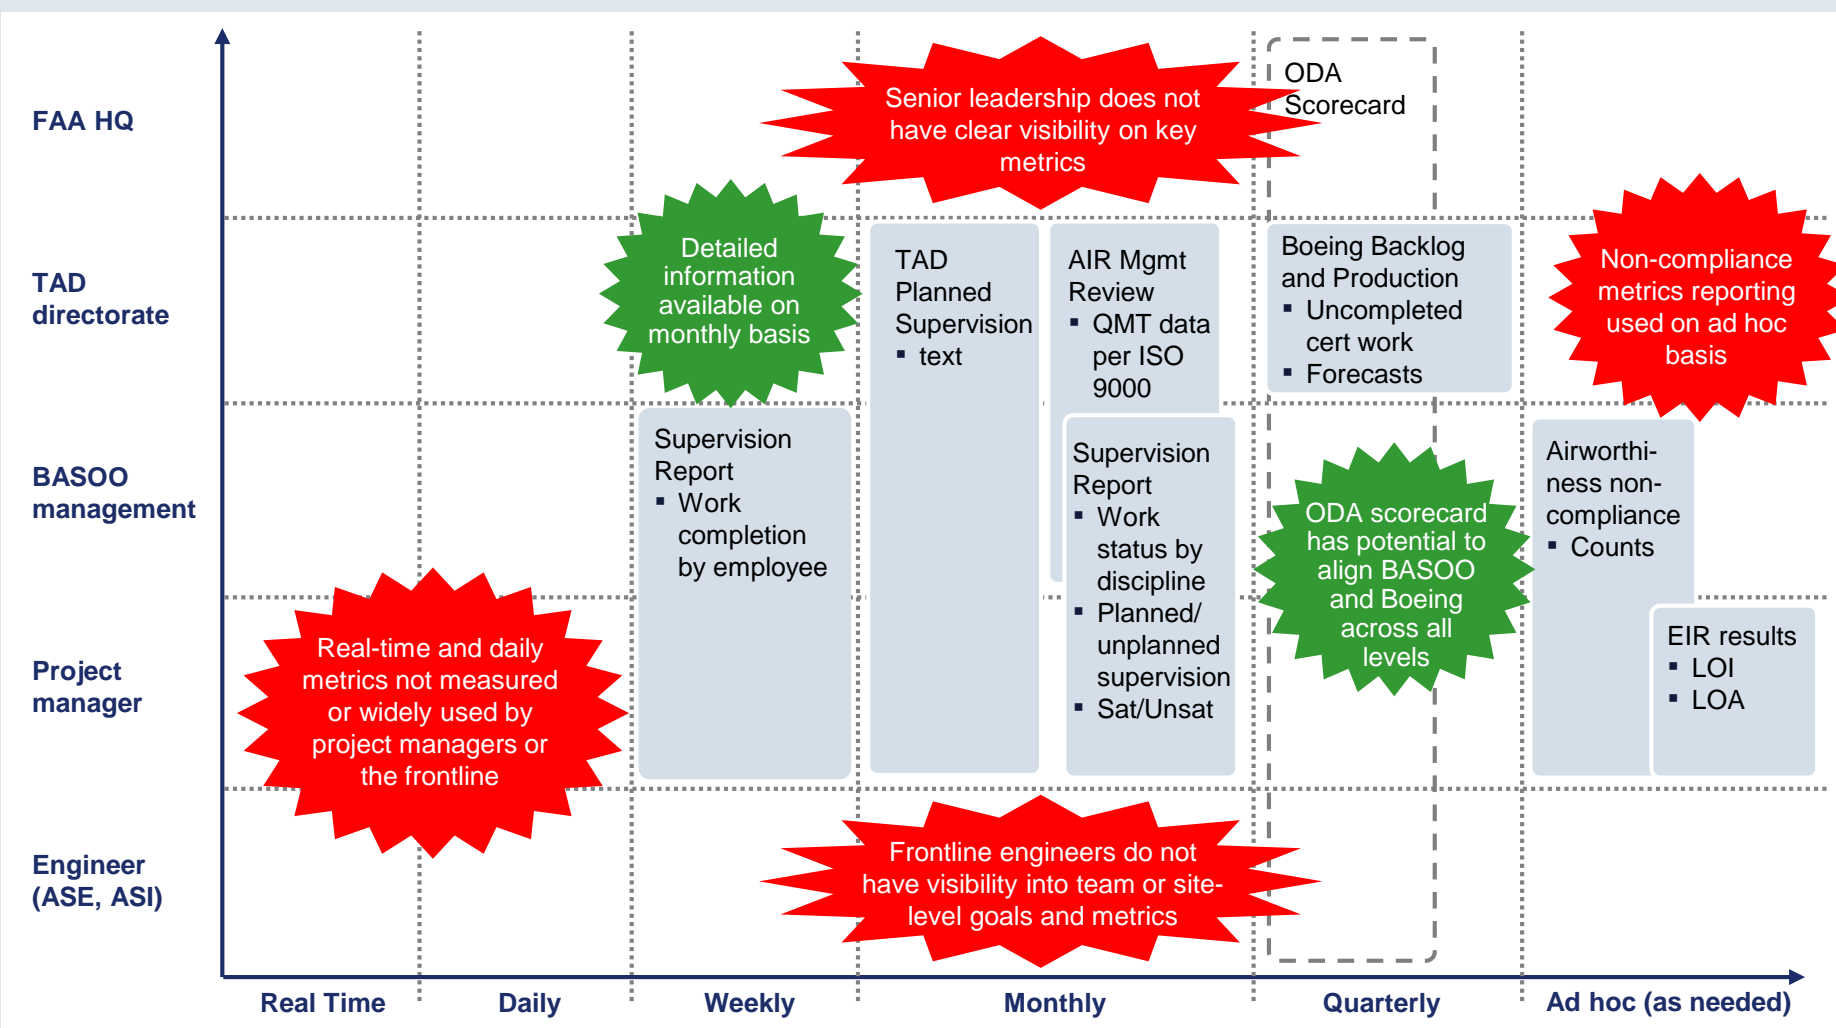 FAA HQ
Senior leadership does not
have clear visibility on key
metrics
ODA
Scorecard
TAD
directorate
Detailed
information
available on
monthly basis
TAD
Planned
Supervision
▪ text
AIR Mgmt
Review
▪ QMT data
per ISO
9000
Boeing Backlog
and Production
▪ Uncompleted
cert work
▪ Forecasts
Non-compliance
metrics reporting
used on ad hoc
basis
BASOO
management
Supervision
Report
▪ Work
completion
by employee
Supervision
Report
▪ Work
status by
discipline
▪ Planned/
unplanned
supervision
▪ Sat/Unsat
ODA scorecard
has potential to
align BASOO
and Boeing
across all
levels
Airworthi-
ness non-
compliance
▪ Counts
Project
manager
Real-time and daily
metrics not measured
or widely used by
project managers or
the frontline
EIR results
▪ LOI
▪ LOA
Engineer
(ASE, ASI)
Frontline engineers do not
have visibility into team or site-
level goals and metrics
Real Time
Daily
Weekly
Monthly
Quarterly
Ad hoc (as needed)